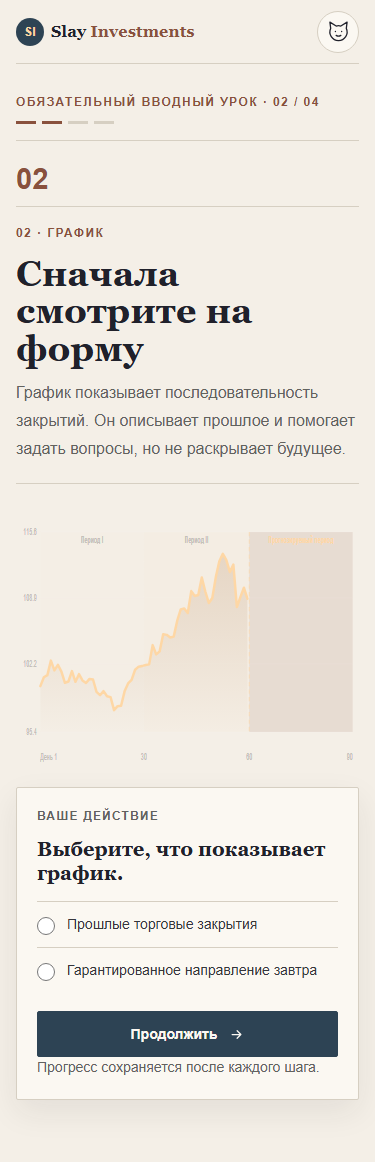 SI Slay Investments
ОБЯЗАТЕЛЬНЫЙ ВВОДНЫЙ УРОК · 02 / 04
02
02 · ГРАФИК
Сначала
смотрите на
форму
График показывает последовательность
закрытий. Он описывает прошлое и помогает
задать вопросы, но не раскрывает будущее.
115.6
Период I
Период II
108.8
102.2
95.4
День 1
30
60
90
ВАШЕ ДЕЙСТВИЕ
Выберите, что показывает
график.
Прошлые торговые закрытия
Гарантированное направление завтра
Продолжить →
Прогресс сохраняется после каждого шага.